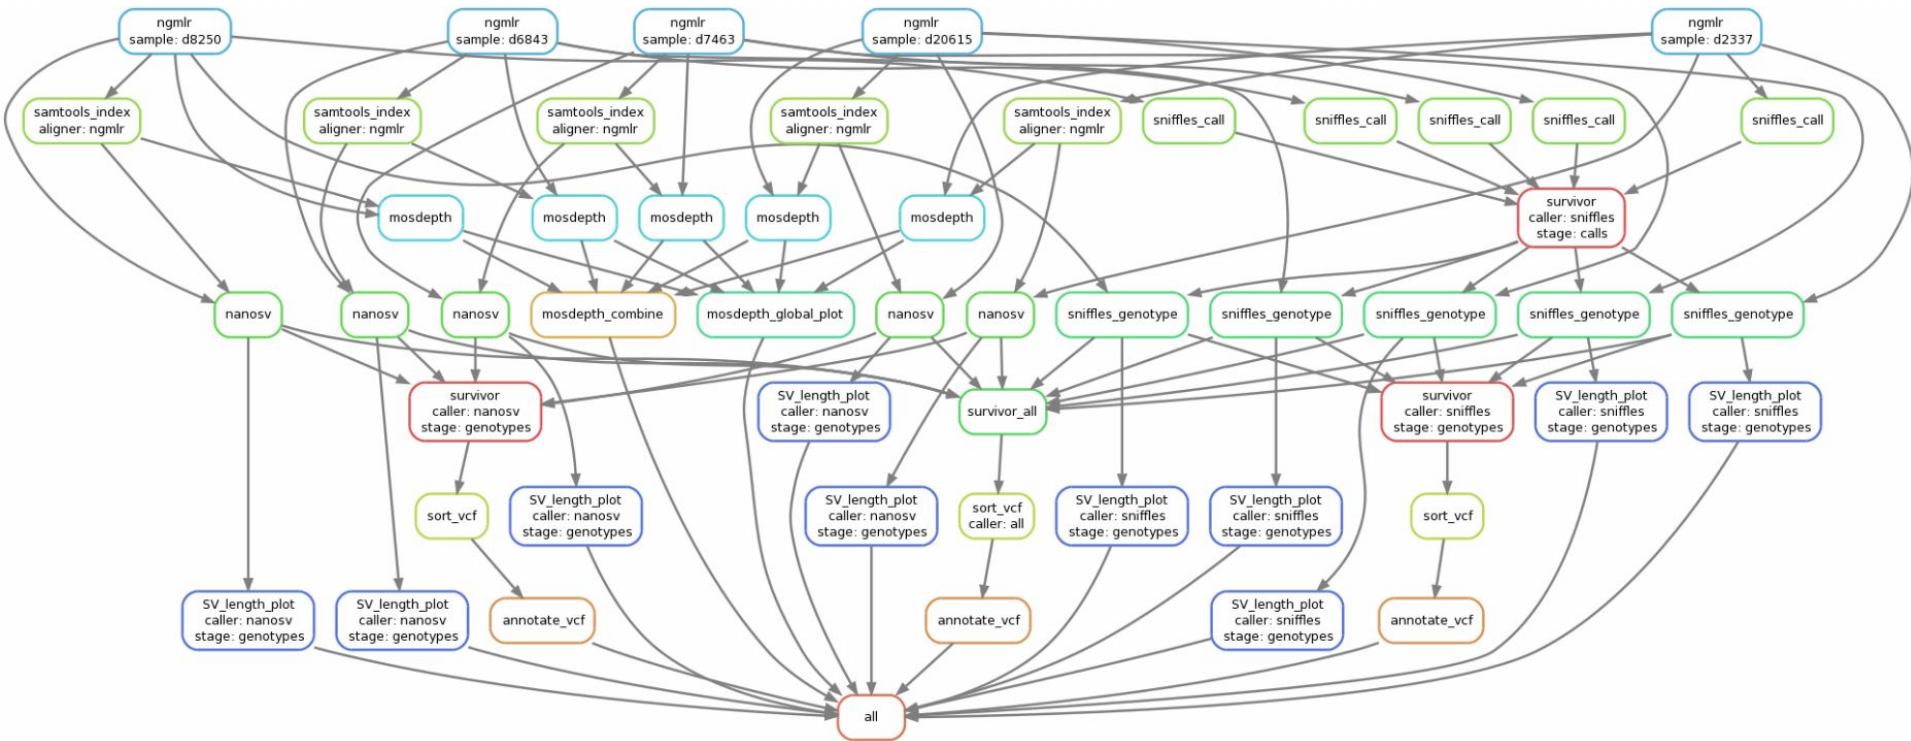 ngmlr
sample: d8250
ngmlr
sample: d6843
ngmlr
sample: d7463
ngmlr
sample: d20615
ngmlr
sample: d2337
samtools_index
aligner: ngmlr
samtools_index
aligner: ngmlr
samtools_index
aligner: ngmlr
samtools_index
aligner: ngmlr
samtools_index
aligner: ngmlr
sniffles_call
sniffles_call
sniffles_call
sniffles_call
sniffles_call
mosdepth
mosdepth
mosdepth
mosdepth
mosdepth
survivor
caller: sniffles
stage: calls
nanosv
nanosv
nanosv
mosdepth_combine
mosdepth_global_plot
nanosv
nanosv
sniffles_genotype
sniffles_genotype
sniffles_genotype
sniffles_genotype
sniffles_genotype
survivor
caller: nanosv
stage: genotypes
SV_length_plot
caller: nanosv
stage: genotypes
survivor_all
survivor
caller: sniffles
stage: genotypes
SV_length_plot
caller: sniffles
stage: genotypes
SV_length_plot
caller: sniffles
stage: genotypes
sort_vcf
SV_length_plot
caller: nanosv
stage: genotypes
SV_length_plot
caller: nanosv
stage: genotypes
sort_vcf
caller: all
SV_length_plot
caller: sniffles
stage: genotypes
SV_length_plot
caller: sniffles
stage: genotypes
sort_vcf
SV_length_plot
caller: nanosv
stage: genotypes
SV_length_plot
caller: nanosv
stage: genotypes
annotate_vcf
annotate_vcf
SV_length_plot
caller: sniffles
stage: genotypes
annotate_vcf
all